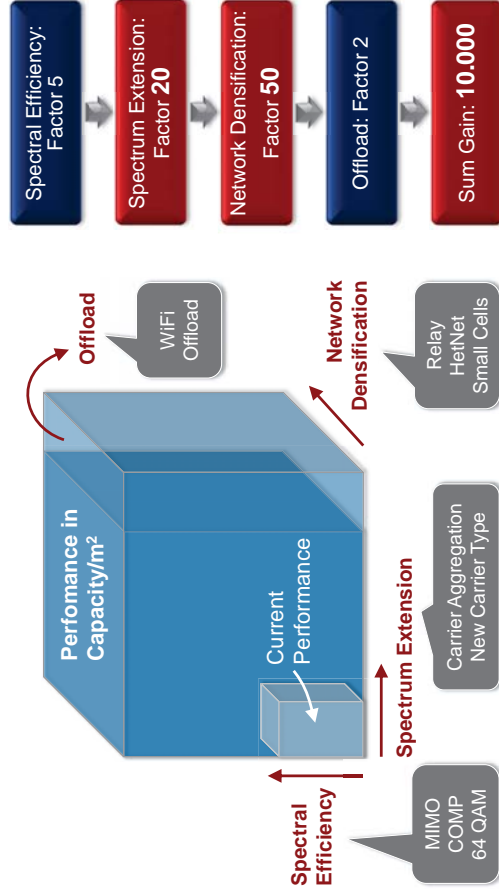 Perfomance in
Capacity/m²
Current
Performance
Offload
WiFi
Offload
Network
Densification
Relay
HetNet
Small Cells
Spectrum Extension
Carrier Aggregation
New Carrier Type
Spectral
Efficiency
MIMO
COMP
64 QAM
Spectral Efficiency:
Factor 5
Spectrum Extension:
Factor 20
Network Densification:
Factor 50
Offload: Factor 2
Sum Gain: 10.000